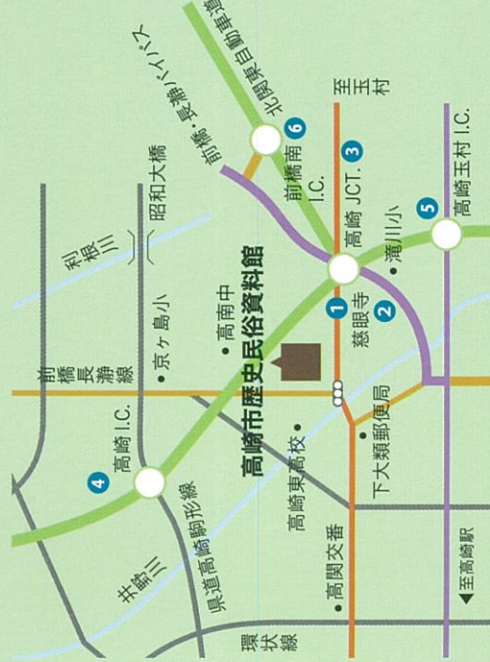 前橋・長瀞バイパス
北関東自動車道
6
前橋南
I.C.
至玉村
昭和大橋
利根川
高崎 JCT.
3
5
高崎玉村 I.C.
滝川小
1
慈眼寺
2
高南中
高崎市歴史民俗資料館
京ヶ島小
前橋長瀞線
高崎 I.C.
4
高崎東高校
下大類郵便局
県道高崎駒形線
井野川
高関交番
環状線
◀至高崎駅